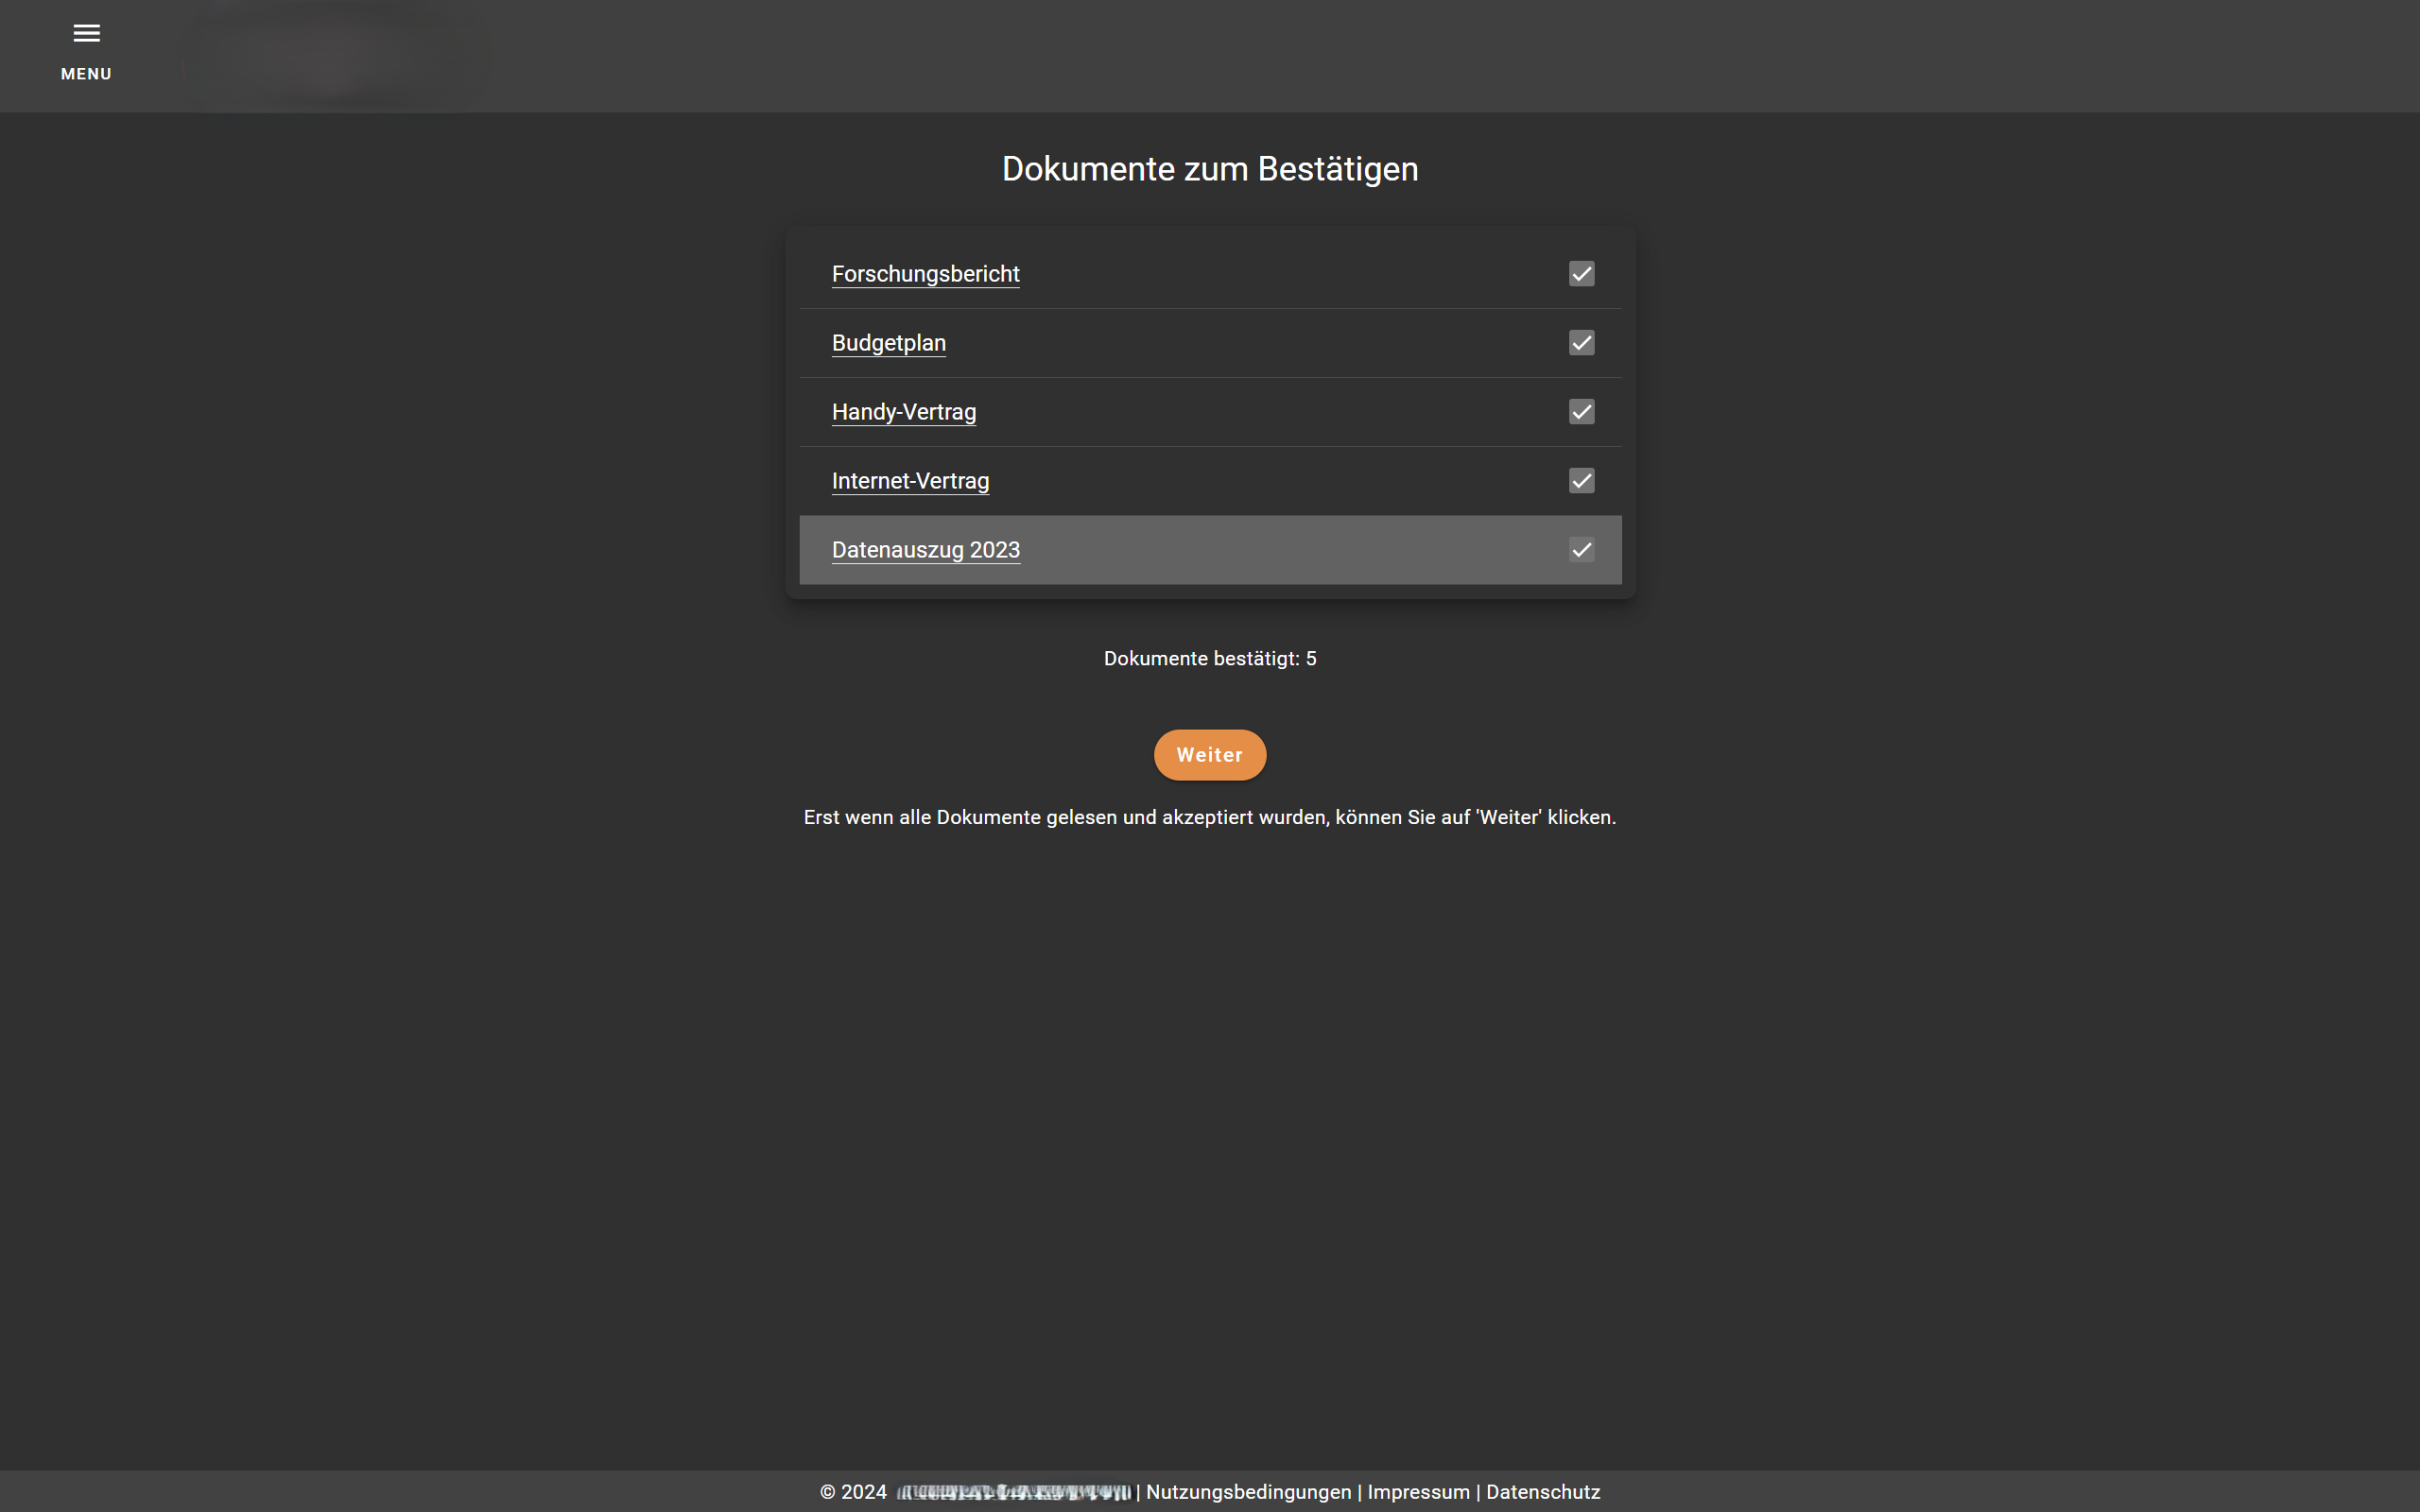 MENU
Dokumente zum Bestätigen
Forschungsbericht
Budgetplan
Handy-Vertrag
Internet-Vertrag
Datenauszug 2023
Dokumente bestätigt: 5
Weiter
Erst wenn alle Dokumente gelesen und akzeptiert wurden, können Sie auf 'Weiter' klicken.
© 2024 | Nutzungsbedingungen | Impressum | Datenschutz